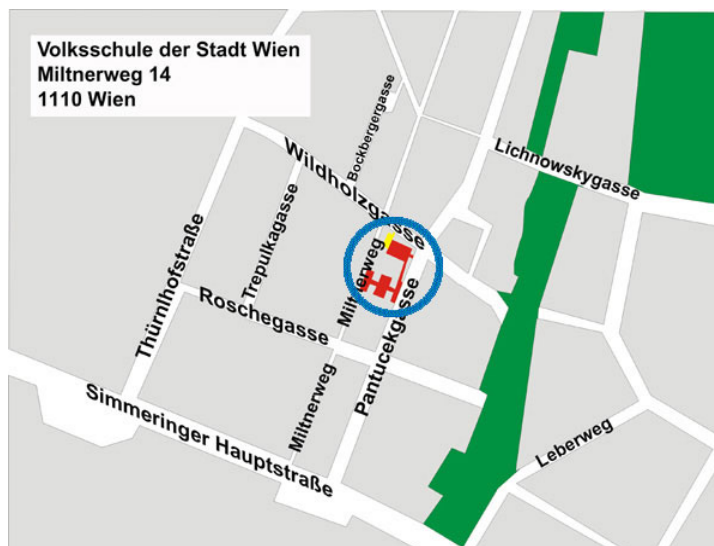 Volksschule der Stadt Wien
Miltnerweg 14
1110 Wien
Bockbergergasse
Wildholzgasse
Lichnowskygasse
Trepulkagasse
Thürnlhofstraße
Miltnerweg
Roschegasse
Pantucekgasse
Miltnerweg
Simmeringer Hauptstraße
Leberweg